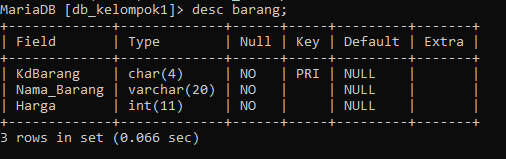 MariaDB [db_kelompok1]> desc barang;
+-------------+-------------+------+-----+---------+-------+
| Field       | Type        | Null | Key | Default | Extra |
+-------------+-------------+------+-----+---------+-------+
| KdBarang    | char(4)     | NO   | PRI | NULL    |       |
| Nama_Barang | varchar(20) | NO   |     | NULL    |       |
| Harga       | int(11)     | NO   |     | NULL    |       |
+-------------+-------------+------+-----+---------+-------+
3 rows in set (0.066 sec)